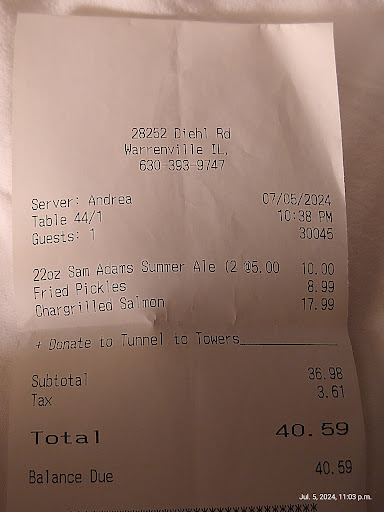 28252 Diehl Rd
Warrenville IL,
630-393-9747
Server: Andrea 07/05/2024
Table 44/1 10:38 PM
Guests: 1 30045
22oz Sam Adams Summer Ale (2 @5.00 10.00
Fried Pickles 8.99
Chargrilled Salmon 17.99
+ Donate to Tunnel to Towers______________
Subtotal 36.98
Tax 3.61
Total 40.59
Balance Due 40.59
Jul. 5, 2024, 11:03 p.m.